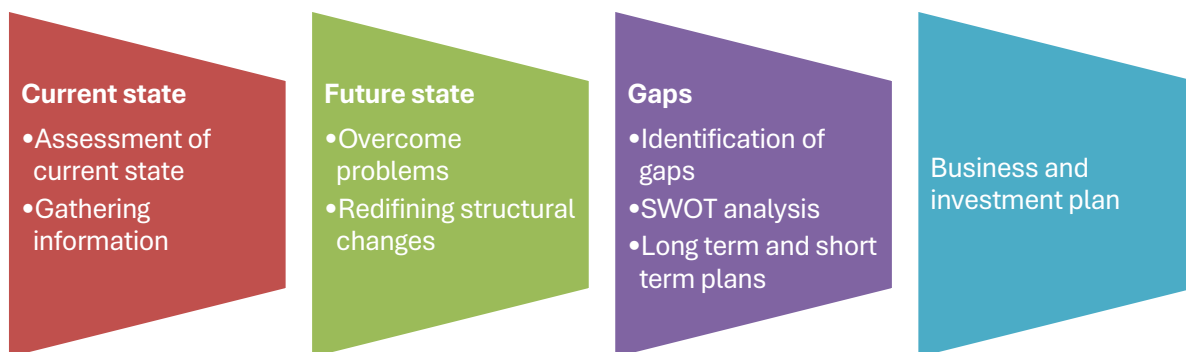 Current state
•Assessment of
current state
•Gathering
information
Future state
•Overcome
problems
•Redifining structural
changes
Gaps
•Identification of
gaps
•SWOT analysis
•Long term and short
term plans
Business and
investment plan